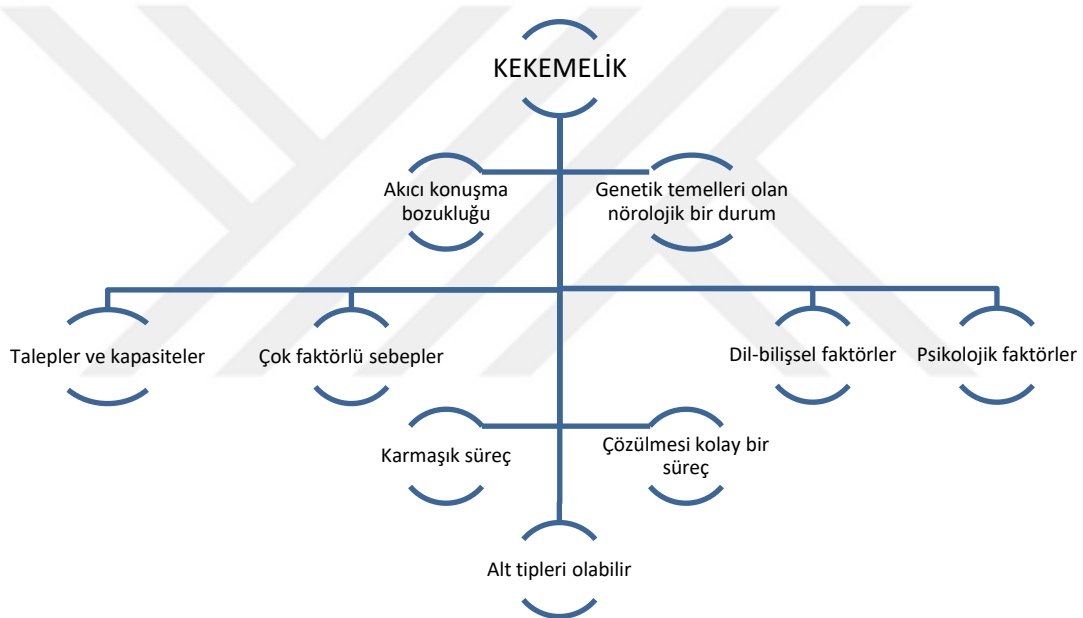 KEKEMELİK
Akıcı konuşma
bozukluğu
Genetik temelleri olan
nörolojik bir durum
Talepler ve kapasiteler
Çok faktörlü sebepler
Dil-bilişsel faktörler
Psikolojik faktörler
Karmaşık süreç
Çözülmesi kolay bir
süreç
Alt tipleri olabilir